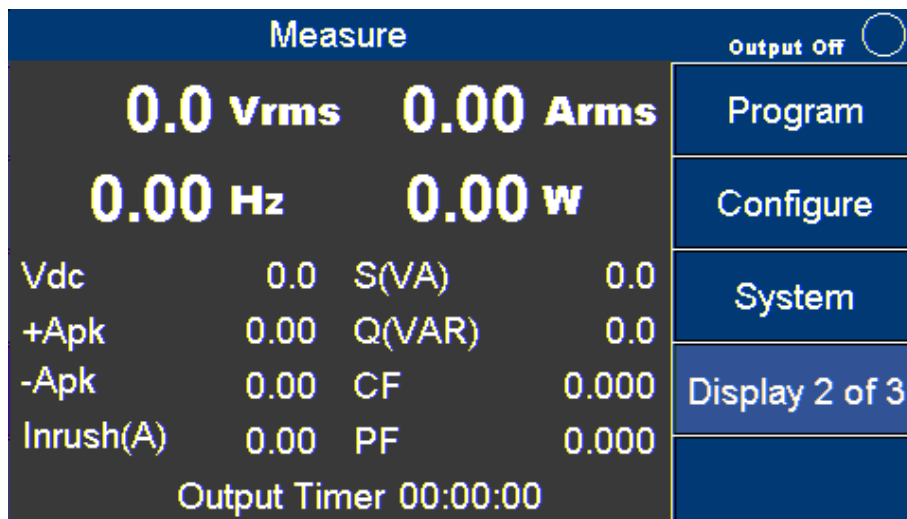 Measure
Output Off
0.0 Vrms 0.00 Arms
0.00 Hz 0.00 W
Vdc 0.0 S(VA) 0.0
+Apk 0.00 Q(VAR) 0.0
-Apk 0.00 CF 0.000
Inrush(A) 0.00 PF 0.000
Output Timer 00:00:00
Program
Configure
System
Display 2 of 3